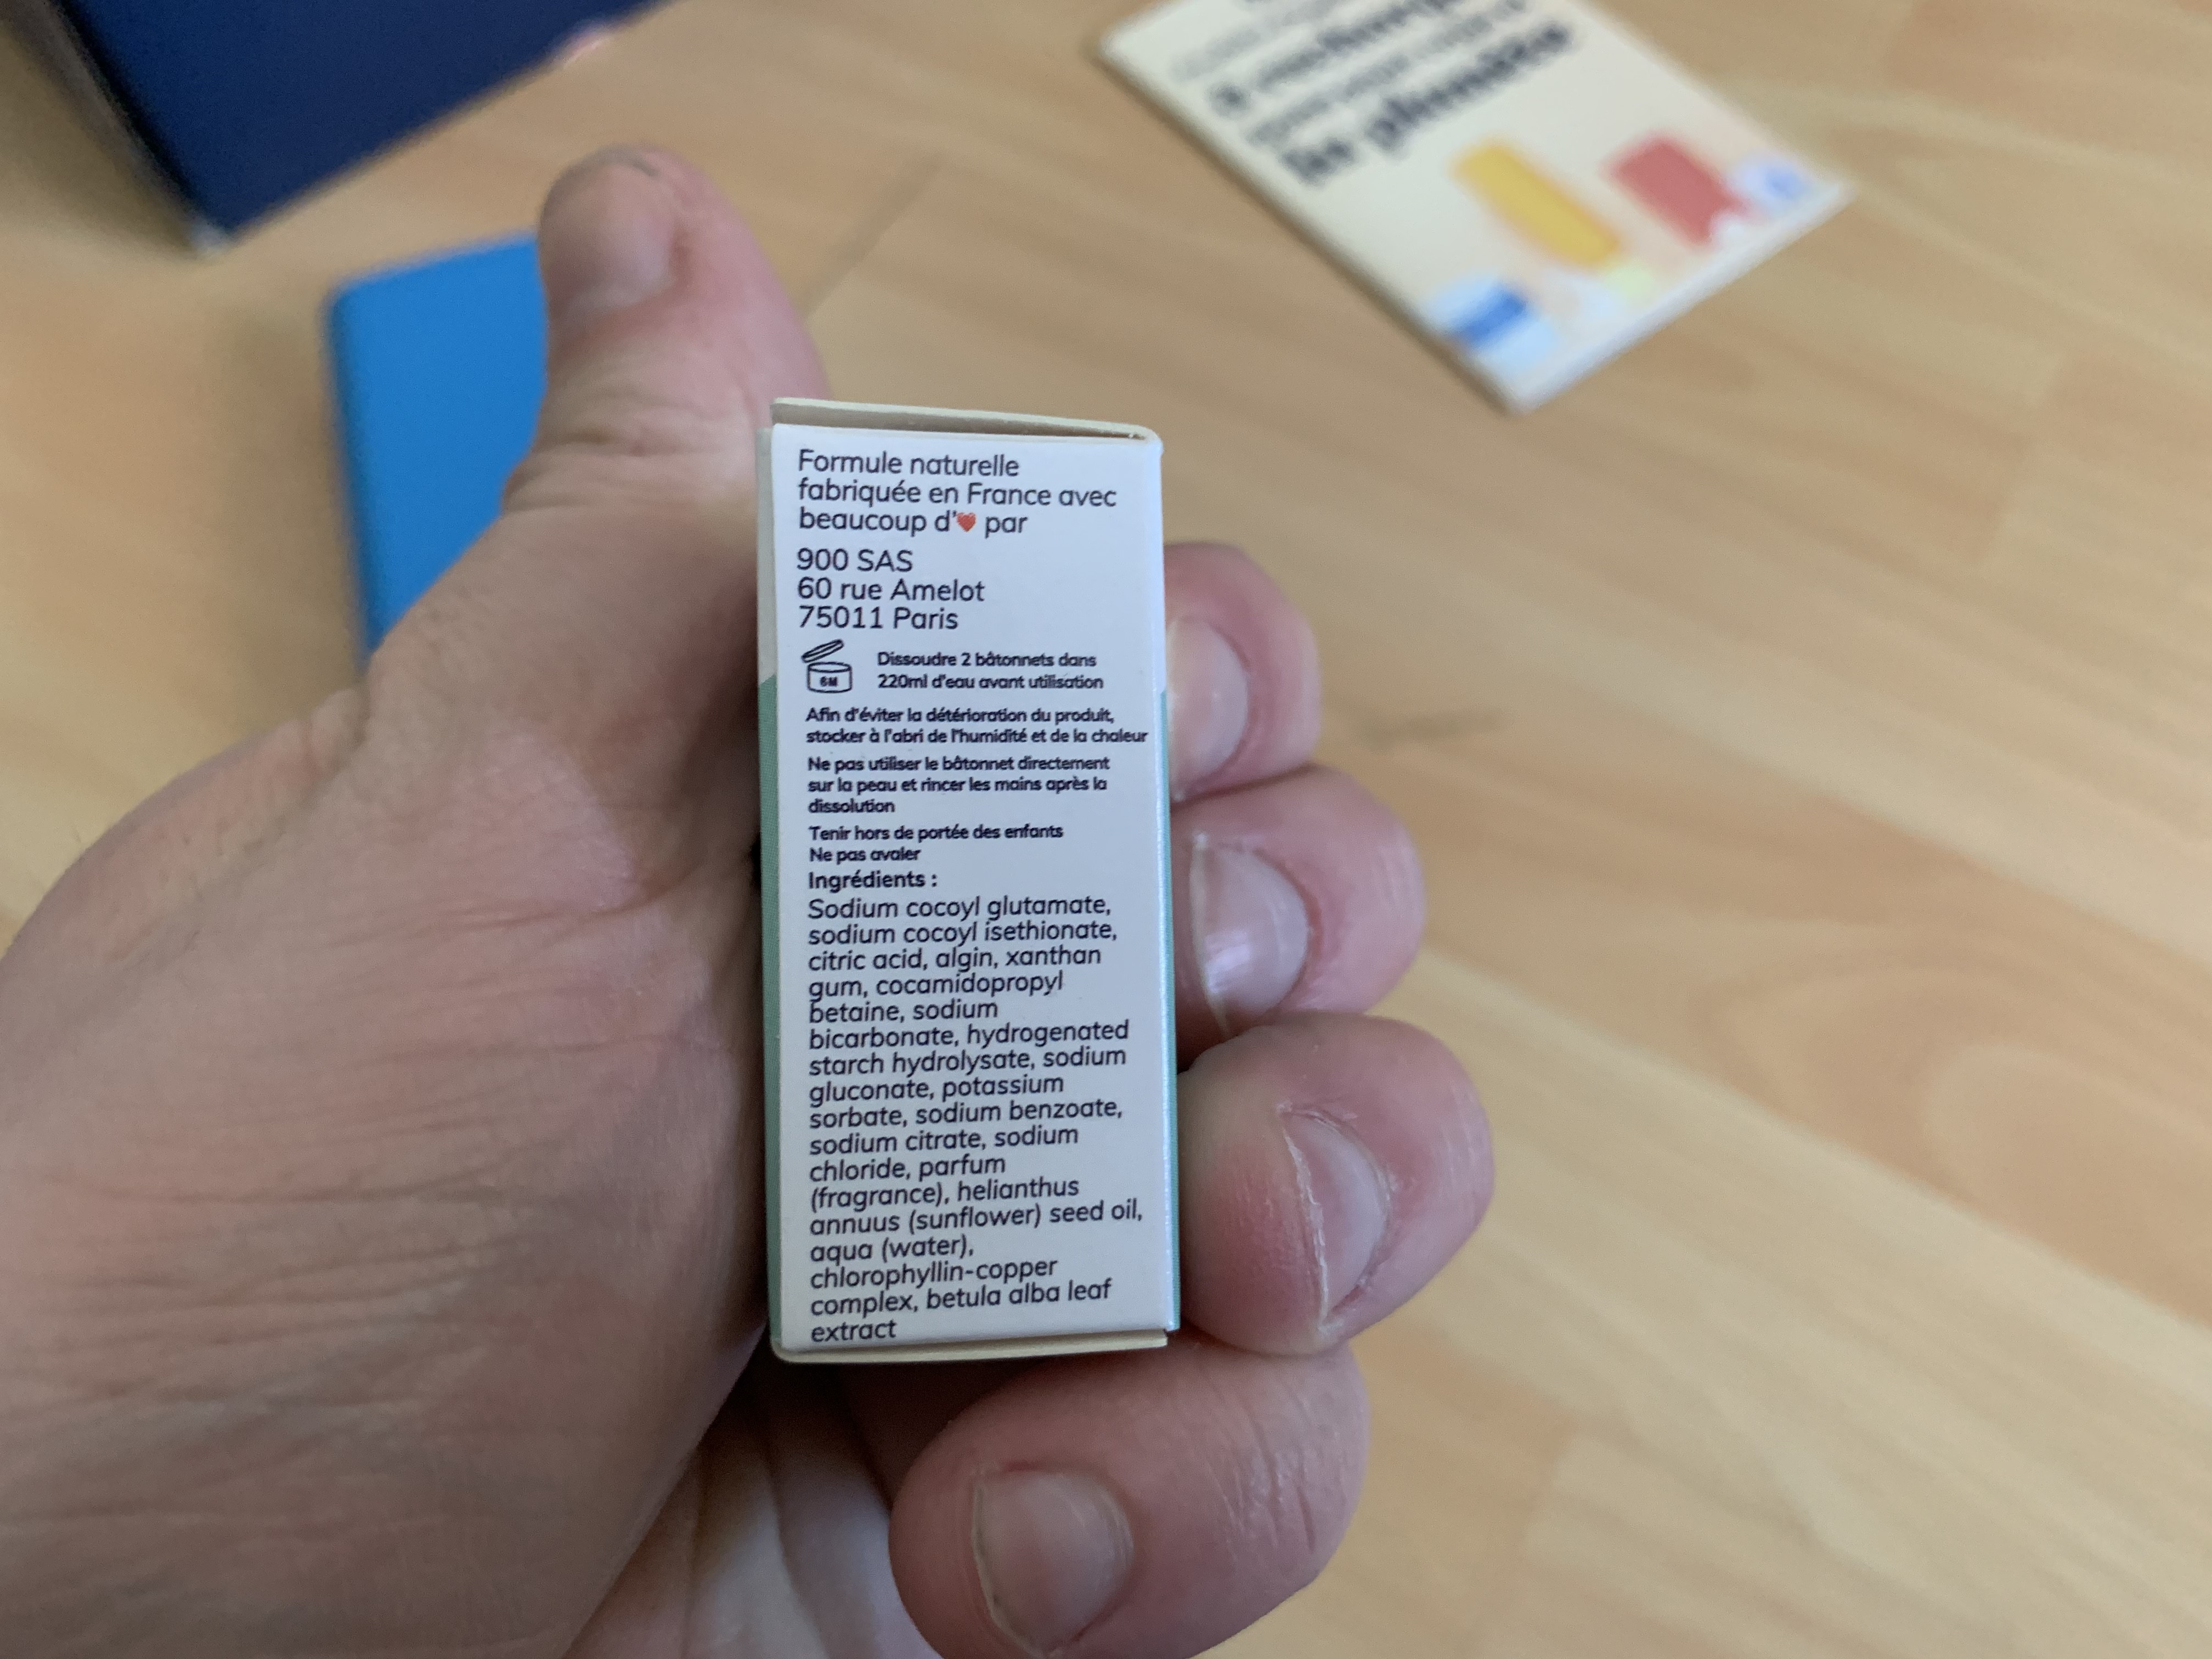 Formule naturelle
fabriquée en France avec
beaucoup d'❤ par
900 SAS
60 rue Amelot
75011 Paris
6M
Dissoudre 2 bâtonnets dans
220ml d'eau avant utilisation
Afin d'éviter la détérioration du produit,
stocker à l'abri de l'humidité et de la chaleur
Ne pas utiliser le bâtonnet directement
sur la peau et rincer les mains après la
dissolution
Tenir hors de portée des enfants
Ne pas avaler
Ingrédients :
Sodium cocoyl glutamate,
sodium cocoyl isethionate,
citric acid, algin, xanthan
gum, cocamidopropyl
betaine, sodium
bicarbonate, hydrogenated
starch hydrolysate, sodium
gluconate, potassium
sorbate, sodium benzoate,
sodium citrate, sodium
chloride, parfum
(fragrance), helianthus
annuus (sunflower) seed oil,
aqua (water),
chlorophyllin-copper
complex, betula alba leaf
extract